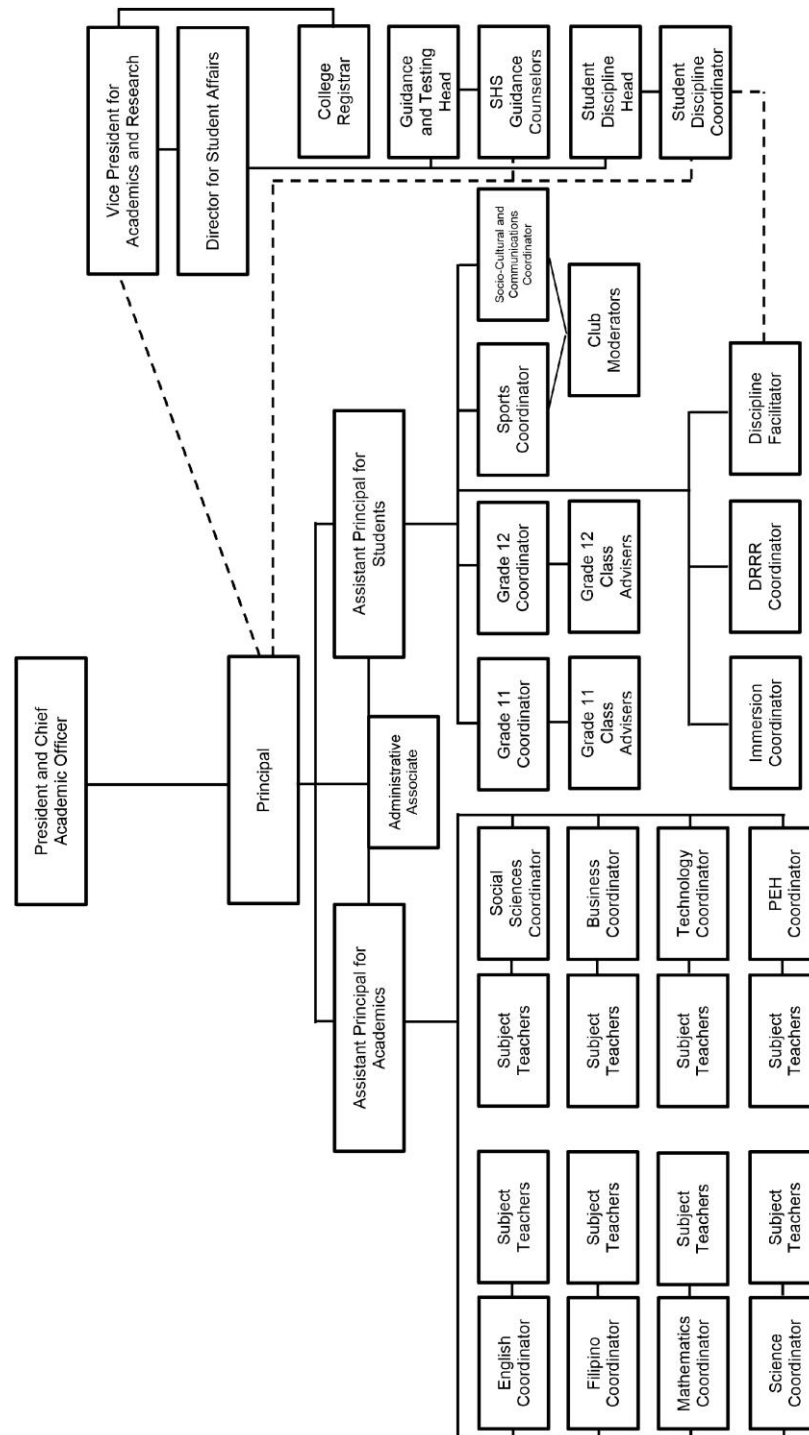 President and Chief
Academic Officer
Vice President for
Academics and Research
Director for Student Affairs
Principal
College
Registrar
Assistant Principal for
Academics
Administrative
Associate
Assistant Principal for
Students
Guidance
and Testing
Head
English
Coordinator
Subject
Teachers
Subject
Teachers
Social
Sciences
Coordinator
Grade 11
Coordinator
Grade 12
Coordinator
Sports
Coordinator
Socio-Cultural and
Communications
Coordinator
SHS
Guidance
Counselors
Filipino
Coordinator
Subject
Teachers
Subject
Teachers
Business
Coordinator
Grade 11
Class
Advisers
Grade 12
Class
Advisers
Club
Moderators
Student
Discipline
Head
Mathematics
Coordinator
Subject
Teachers
Subject
Teachers
Technology
Coordinator
Student
Discipline
Coordinator
Science
Coordinator
Subject
Teachers
Subject
Teachers
PEH
Coordinator
Immersion
Coordinator
DRRR
Coordinator
Discipline
Facilitator